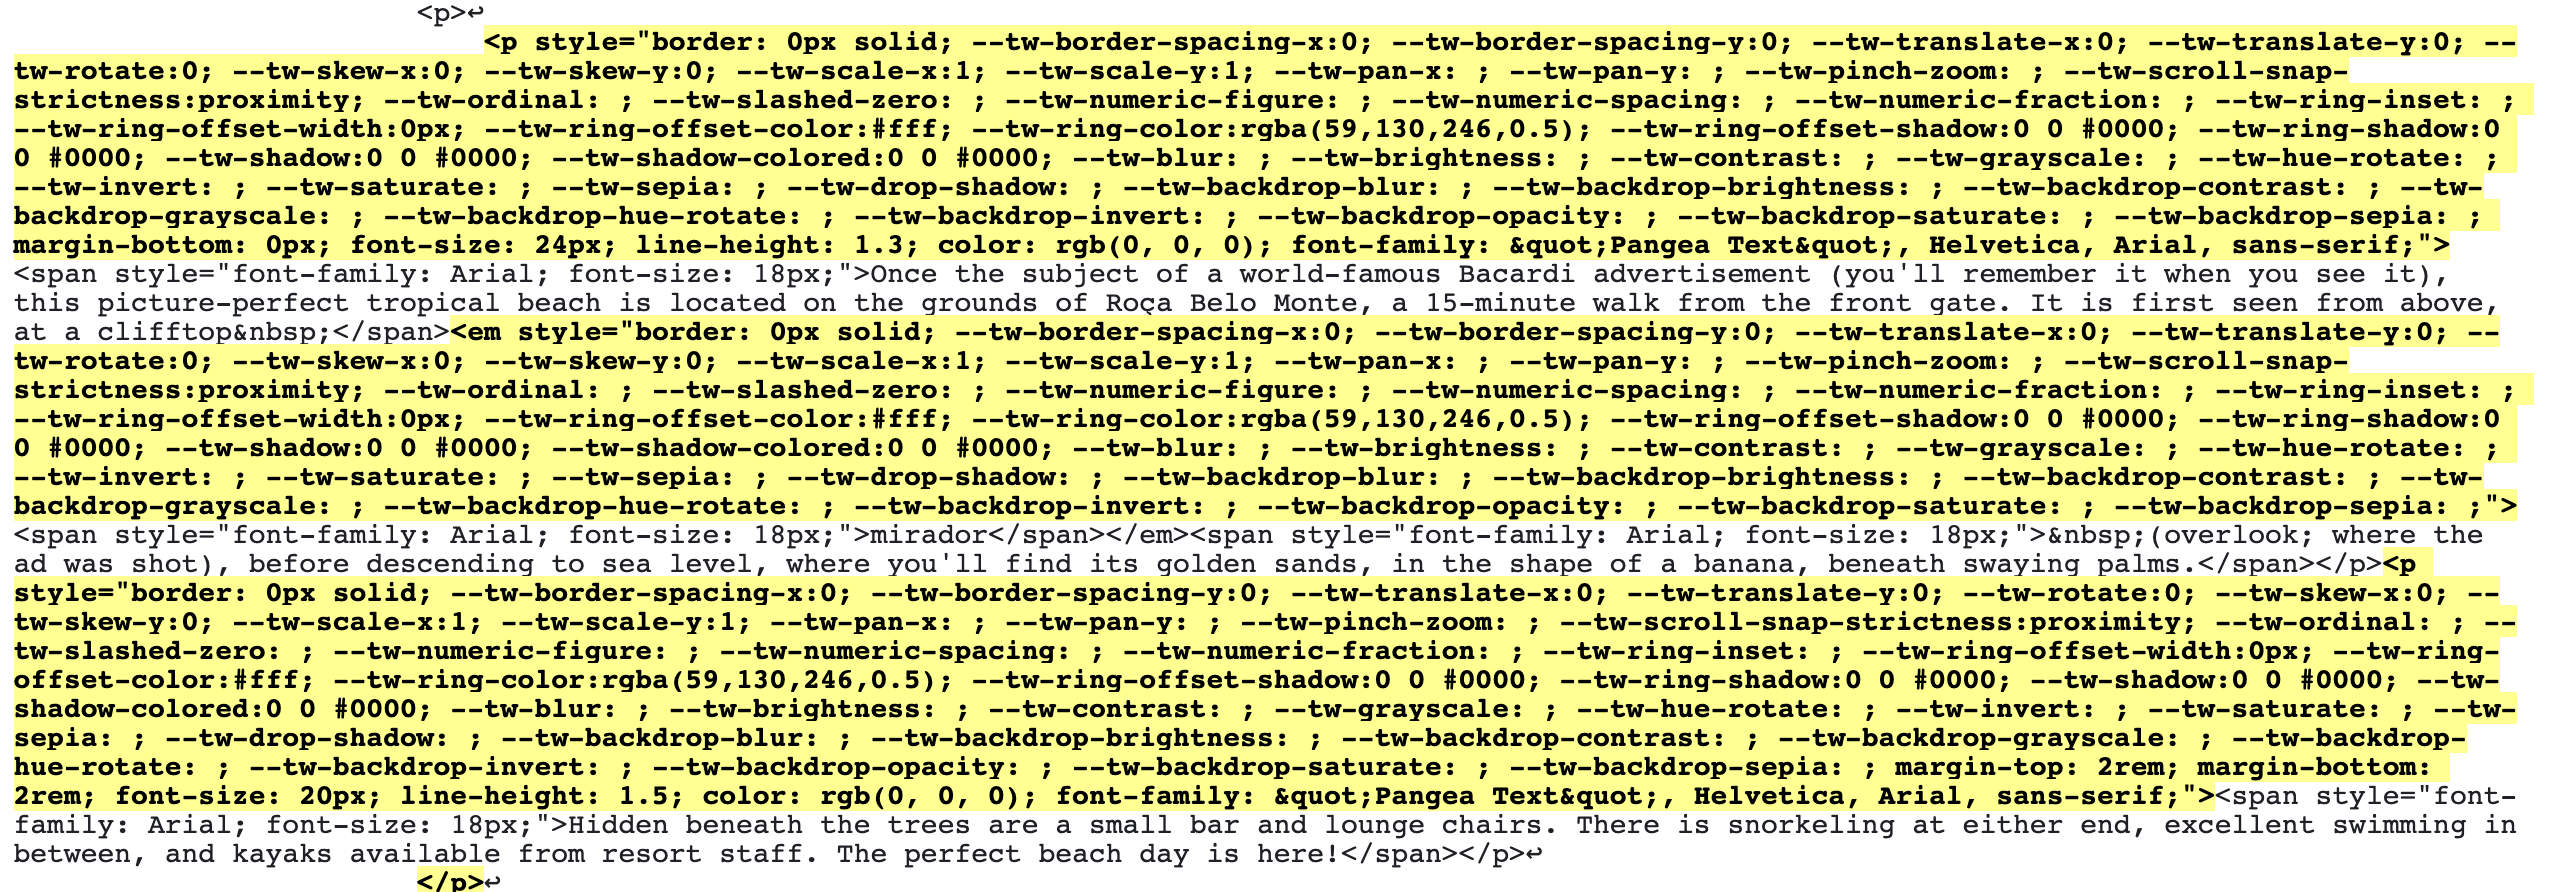 <p>↩
<p style="border: 0px solid; --tw-border-spacing-x:0; --tw-border-spacing-y:0; --tw-translate-x:0; --tw-translate-y:0; --
tw-rotate:0; --tw-skew-x:0; --tw-skew-y:0; --tw-scale-x:1; --tw-scale-y:1; --tw-pan-x: ; --tw-pan-y: ; --tw-pinch-zoom: ; --tw-scroll-snap-
strictness:proximity; --tw-ordinal: ; --tw-slashed-zero: ; --tw-numeric-figure: ; --tw-numeric-spacing: ; --tw-numeric-fraction: ; --tw-ring-inset: ;
--tw-ring-offset-width:0px; --tw-ring-offset-color:#fff; --tw-ring-color:rgba(59,130,246,0.5); --tw-ring-offset-shadow:0 0 #0000; --tw-ring-shadow:0
0 #0000; --tw-shadow:0 0 #0000; --tw-shadow-colored:0 0 #0000; --tw-blur: ; --tw-brightness: ; --tw-contrast: ; --tw-grayscale: ; --tw-hue-rotate: ;
--tw-invert: ; --tw-saturate: ; --tw-sepia: ; --tw-drop-shadow: ; --tw-backdrop-blur: ; --tw-backdrop-brightness: ; --tw-backdrop-contrast: ; --tw-
backdrop-grayscale: ; --tw-backdrop-hue-rotate: ; --tw-backdrop-invert: ; --tw-backdrop-opacity: ; --tw-backdrop-saturate: ; --tw-backdrop-sepia: ;
margin-bottom: 0px; font-size: 24px; line-height: 1.3; color: rgb(0, 0, 0); font-family: &quot;Pangea Text&quot;, Helvetica, Arial, sans-serif;">
<span style="font-family: Arial; font-size: 18px;">Once the subject of a world-famous Bacardi advertisement (you'll remember it when you see it),
this picture-perfect tropical beach is located on the grounds of Roça Belo Monte, a 15-minute walk from the front gate. It is first seen from above,
at a clifftop&nbsp;</span><em style="border: 0px solid; --tw-border-spacing-x:0; --tw-border-spacing-y:0; --tw-translate-x:0; --tw-translate-y:0; --
tw-rotate:0; --tw-skew-x:0; --tw-skew-y:0; --tw-scale-x:1; --tw-scale-y:1; --tw-pan-x: ; --tw-pan-y: ; --tw-pinch-zoom: ; --tw-scroll-snap-
strictness:proximity; --tw-ordinal: ; --tw-slashed-zero: ; --tw-numeric-figure: ; --tw-numeric-spacing: ; --tw-numeric-fraction: ; --tw-ring-inset: ;
--tw-ring-offset-width:0px; --tw-ring-offset-color:#fff; --tw-ring-color:rgba(59,130,246,0.5); --tw-ring-offset-shadow:0 0 #0000; --tw-ring-shadow:0
0 #0000; --tw-shadow:0 0 #0000; --tw-shadow-colored:0 0 #0000; --tw-blur: ; --tw-brightness: ; --tw-contrast: ; --tw-grayscale: ; --tw-hue-rotate: ;
--tw-invert: ; --tw-saturate: ; --tw-sepia: ; --tw-drop-shadow: ; --tw-backdrop-blur: ; --tw-backdrop-brightness: ; --tw-backdrop-contrast: ; --tw-
backdrop-grayscale: ; --tw-backdrop-hue-rotate: ; --tw-backdrop-invert: ; --tw-backdrop-opacity: ; --tw-backdrop-saturate: ; --tw-backdrop-sepia: ;">
<span style="font-family: Arial; font-size: 18px;">mirador</span></em><span style="font-family: Arial; font-size: 18px;">&nbsp;(overlook; where the
ad was shot), before descending to sea level, where you'll find its golden sands, in the shape of a banana, beneath swaying palms.</span></p><p
style="border: 0px solid; --tw-border-spacing-x:0; --tw-border-spacing-y:0; --tw-translate-x:0; --tw-translate-y:0; --tw-rotate:0; --tw-skew-x:0; --
tw-skew-y:0; --tw-scale-x:1; --tw-scale-y:1; --tw-pan-x: ; --tw-pan-y: ; --tw-pinch-zoom: ; --tw-scroll-snap-strictness:proximity; --tw-ordinal: ; --
tw-slashed-zero: ; --tw-numeric-figure: ; --tw-numeric-spacing: ; --tw-numeric-fraction: ; --tw-ring-inset: ; --tw-ring-offset-width:0px; --tw-ring-
offset-color:#fff; --tw-ring-color:rgba(59,130,246,0.5); --tw-ring-offset-shadow:0 0 #0000; --tw-ring-shadow:0 0 #0000; --tw-shadow:0 0 #0000; --tw-
shadow-colored:0 0 #0000; --tw-blur: ; --tw-brightness: ; --tw-contrast: ; --tw-grayscale: ; --tw-hue-rotate: ; --tw-invert: ; --tw-saturate: ; --tw-
sepia: ; --tw-drop-shadow: ; --tw-backdrop-blur: ; --tw-backdrop-brightness: ; --tw-backdrop-contrast: ; --tw-backdrop-grayscale: ; --tw-backdrop-
hue-rotate: ; --tw-backdrop-invert: ; --tw-backdrop-opacity: ; --tw-backdrop-saturate: ; --tw-backdrop-sepia: ; margin-top: 2rem; margin-bottom:
2rem; font-size: 20px; line-height: 1.5; color: rgb(0, 0, 0); font-family: &quot;Pangea Text&quot;, Helvetica, Arial, sans-serif;"><span style="font-
family: Arial; font-size: 18px;">Hidden beneath the trees are a small bar and lounge chairs. There is snorkeling at either end, excellent swimming in
between, and kayaks available from resort staff. The perfect beach day is here!</span></p>↩
</p>↩